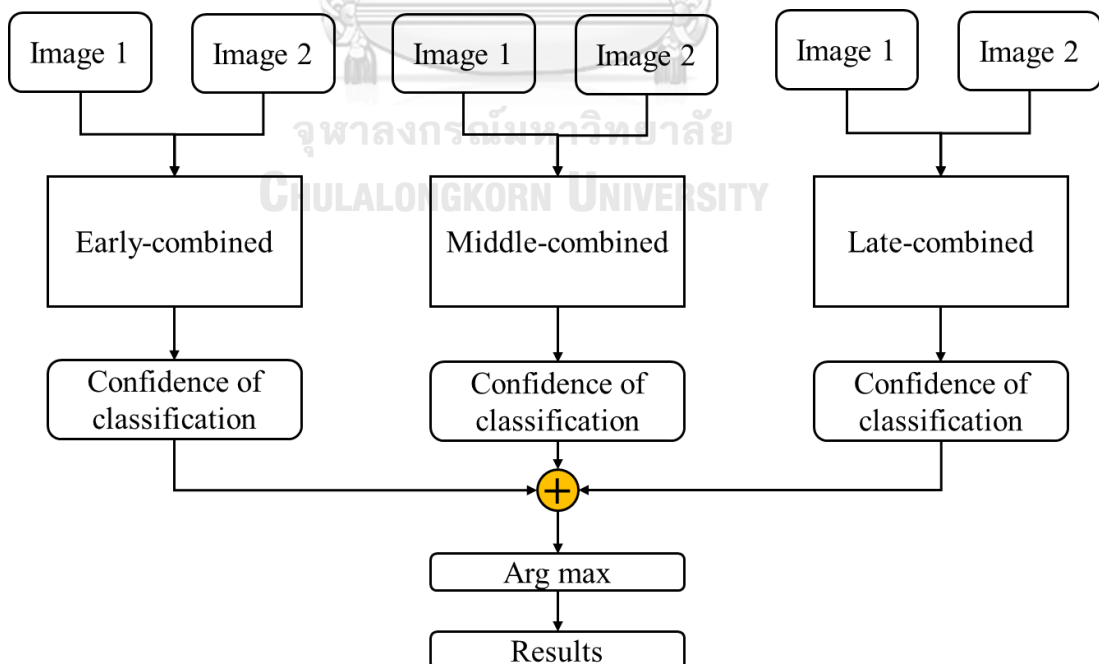 Image 1
Image 2
Image 1
Image 2
Image 1
Image 2
จุฬาลงกรณ์มหาวิทยาลัย
CHULALONGKORN UNIVERSITY
Early-combined
Middle-combined
Late-combined
Confidence of
classification
Confidence of
classification
Confidence of
classification
+
Arg max
Results